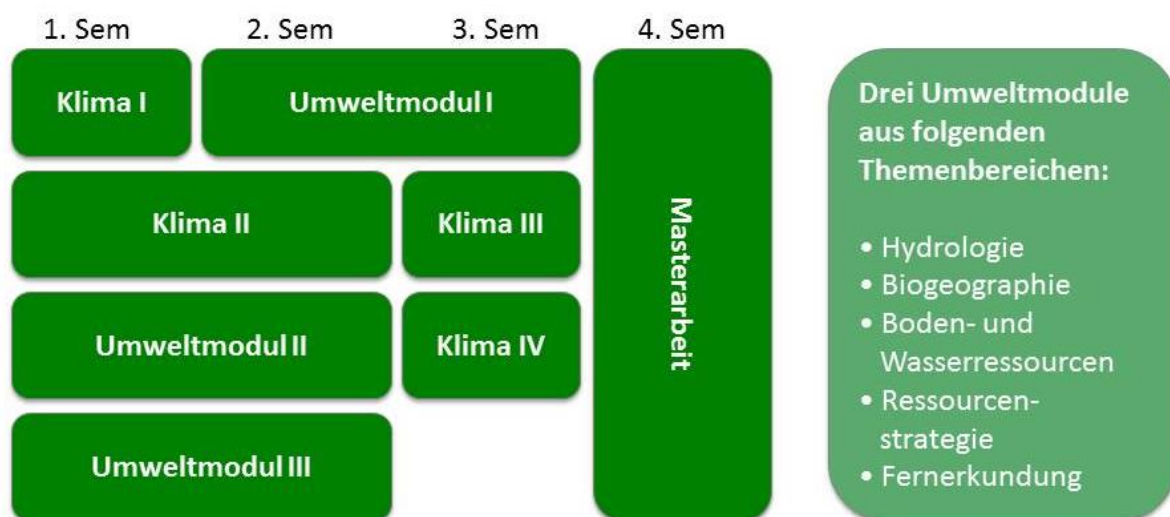 1. Sem 2. Sem 3. Sem 4. Sem
Klima I Umweltmodul I
Klima II Klima III
Umweltmodul II Klima IV
Umweltmodul III
Masterarbeit
Drei Umweltmodule
aus folgenden
Themenbereichen:
• Hydrologie
• Biogeographie
• Boden- und
Wasserressourcen
• Ressourcen-
strategie
• Fernerkundung